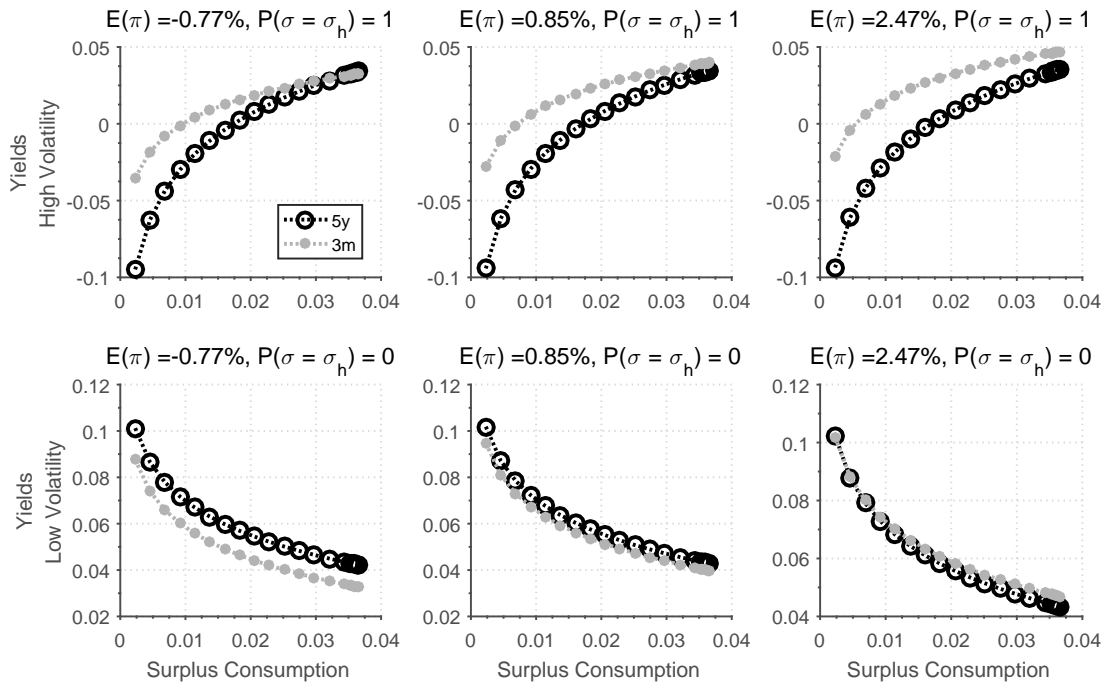 E(π) =-0.77%, P(σ = σh) = 1
E(π) =0.85%, P(σ = σh) = 1
E(π) =2.47%, P(σ = σh) = 1
Yields
High Volatility
0.05
0
-0.05
-0.1
0 0.01 0.02 0.03 0.04
5y
3m
0 0.01 0.02 0.03 0.04
0.05
0
-0.05
-0.1
0.05
0
-0.05
-0.1
0 0.01 0.02 0.03 0.04
E(π) =-0.77%, P(σ = σh) = 0
E(π) =0.85%, P(σ = σh) = 0
E(π) =2.47%, P(σ = σh) = 0
Yields
Low Volatility
0.12
0.1
0.08
0.06
0.04
0.02
0 0.01 0.02 0.03 0.04
Surplus Consumption
0.12
0.1
0.08
0.06
0.04
0.02
0 0.01 0.02 0.03 0.04
Surplus Consumption
0.12
0.1
0.08
0.06
0.04
0 0.01 0.02 0.03 0.04
Surplus Consumption